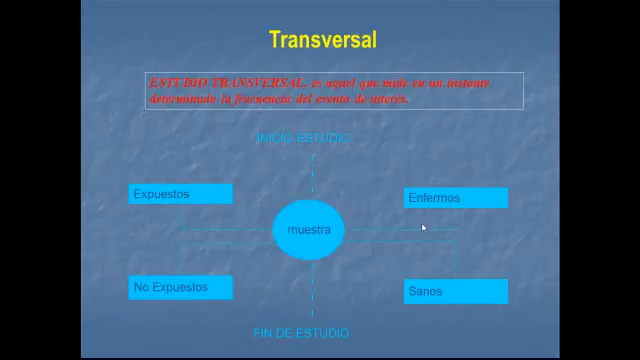 Transversal
ESTUDIO TRANSVERSAL, es aquel que mide en un instante
determinado la frecuencia del evento de interés.
INICIO ESTUDIO
Expuestos
Enfermos
muestra
No Expuestos
Sanos
FIN DE ESTUDIO